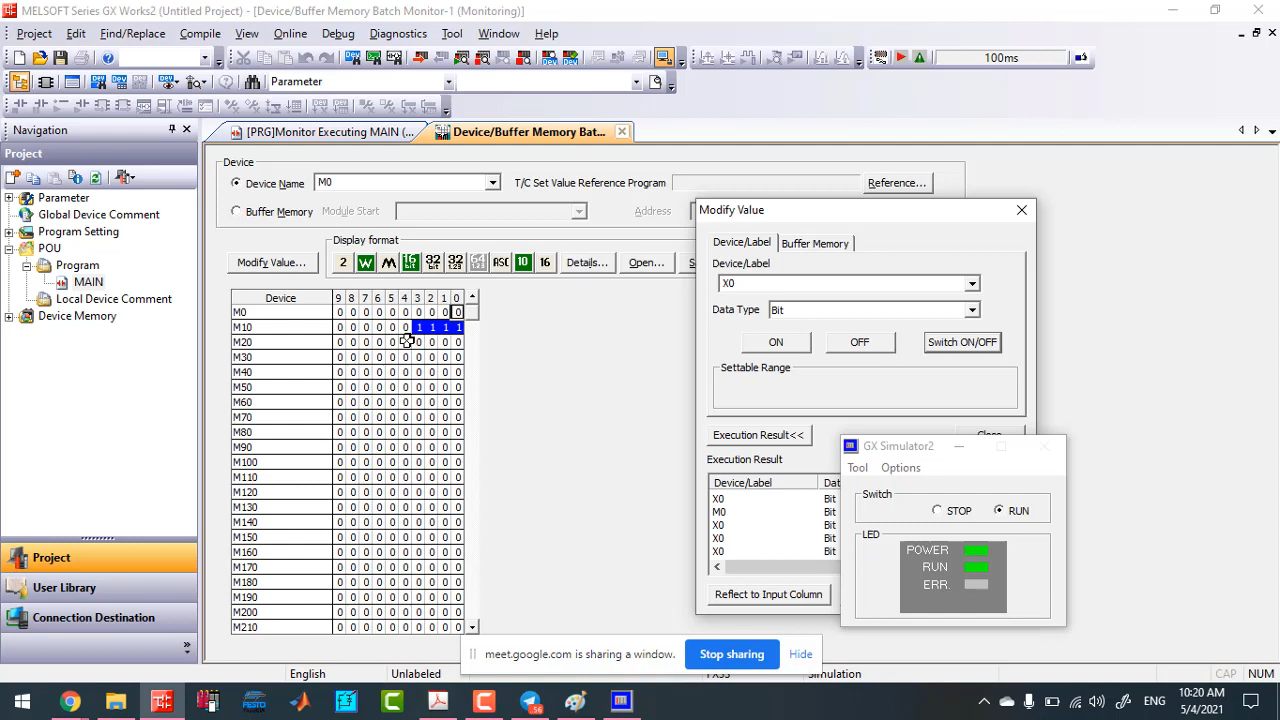 MELSOFT Series GX Works2 (Untitled Project) - [Device/Buffer Memory Batch Monitor-1 (Monitoring)]
Project Edit Find/Replace Compile View Online Debug Diagnostics Tool Window Help
100ms
Parameter
Navigation
[PRG]Monitor Executing MAIN (...
Device/Buffer Memory Bat...
Project
Parameter
Global Device Comment
Program Setting
POU
Program
MAIN
Local Device Comment
Device Memory
Project
User Library
Connection Destination
Device
Device Name M0 T/C Set Value Reference Program Reference...
Buffer Memory Module Start Address
Modify Value...
Display format
2 W M 16 bit 32 bit 32 1.23 64 1.23 ASC 10 16 Details... Open...
Device 9 8 7 6 5 4 3 2 1 0
M0 0 0 0 0 0 0 0 0 0 0
M10 0 0 0 0 0 0 1 1 1 1
M20 0 0 0 0 0 0 0 0 0
M30 0 0 0 0 0 0 0 0 0 0
M40 0 0 0 0 0 0 0 0 0 0
M50 0 0 0 0 0 0 0 0 0 0
M60 0 0 0 0 0 0 0 0 0 0
M70 0 0 0 0 0 0 0 0 0 0
M80 0 0 0 0 0 0 0 0 0 0
M90 0 0 0 0 0 0 0 0 0 0
M100 0 0 0 0 0 0 0 0 0 0
M110 0 0 0 0 0 0 0 0 0 0
M120 0 0 0 0 0 0 0 0 0 0
M130 0 0 0 0 0 0 0 0 0 0
M140 0 0 0 0 0 0 0 0 0 0
M150 0 0 0 0 0 0 0 0 0 0
M160 0 0 0 0 0 0 0 0 0 0
M170 0 0 0 0 0 0 0 0 0 0
M180 0 0 0 0 0 0 0 0 0 0
M190 0 0 0 0 0 0 0 0 0 0
M200 0 0 0 0 0 0 0 0 0 0
M210 0 0 0 0 0 0 0 0 0 0
Modify Value
Device/Label Buffer Memory
Device/Label
X0
Data Type Bit
ON OFF Switch ON/OFF
Settable Range
Execution Result<<
Execution Result
Device/Label Dat
X0 Bit
M0 Bit
X0 Bit
X0 Bit
X0 Bit
Reflect to Input Column
GX Simulator2
Tool Options
Switch
STOP RUN
LED
POWER
RUN
ERR.
meet.google.com is sharing a window. Stop sharing Hide
English Unlabeled Simulation CAP NUM
FESTO
56
ENG
10:20 AM
5/4/2021